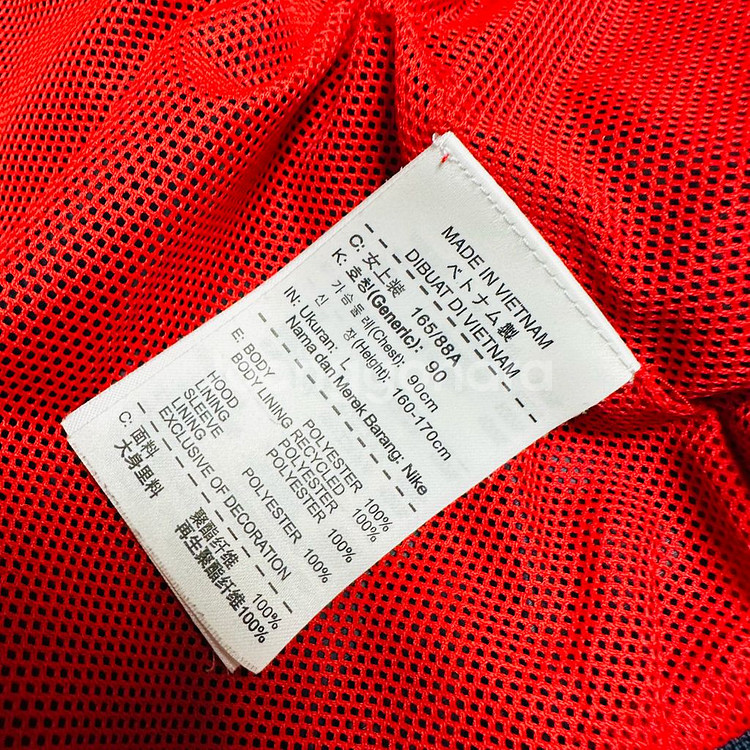 MADE IN VIETNAM
ベトナム製
DIBUAT DI VIETNAM
C: 女上装 165/88A
K: 호칭(Generic): 90
가슴둘레(Chest): 90cm
신 장(Height): 160-170cm
IN: Ukuran: L
Nama dan Merek Barang: Nike
E: BODY POLYESTER 100%
BODY LINING RECYCLED
POLYESTER 100%
HOOD
LINING POLYESTER 100%
SLEEVE
LINING POLYESTER 100%
EXCLUSIVE OF DECORATION
C: 面料 聚酯纤维 100%
大身里料 再生聚酯纤维100%